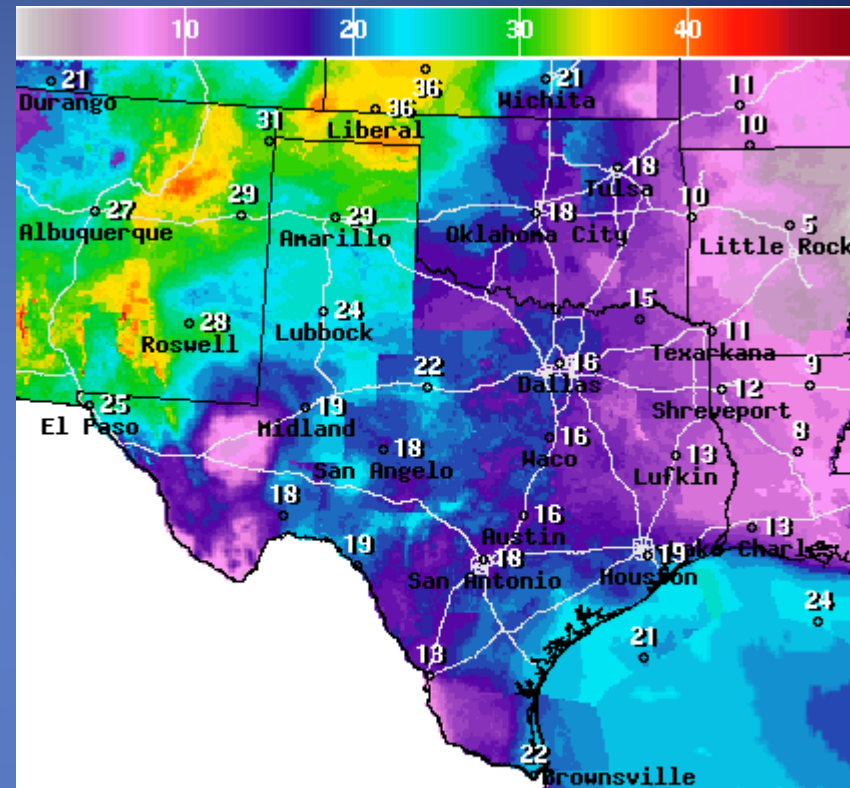 10 20 30 40
21
Durango
36
21
Wichita
11
36
Liberal
31
10
18
Tulsa
27
Albuquerque
29
29
Amarillo
18
Oklahoma City
10
5
Little Rock
28
Roswell
24
Lubbock
15
11
Texarkana
16
Dallas
22
12
Shreveport
9
25
El Paso
19
Midland
18
San Angelo
16
Waco
13
Lufkin
8
18
16
Austin
13
Lake Charl
19
18
San Antonio
19
Houston
24
21
13
22
Brownsville